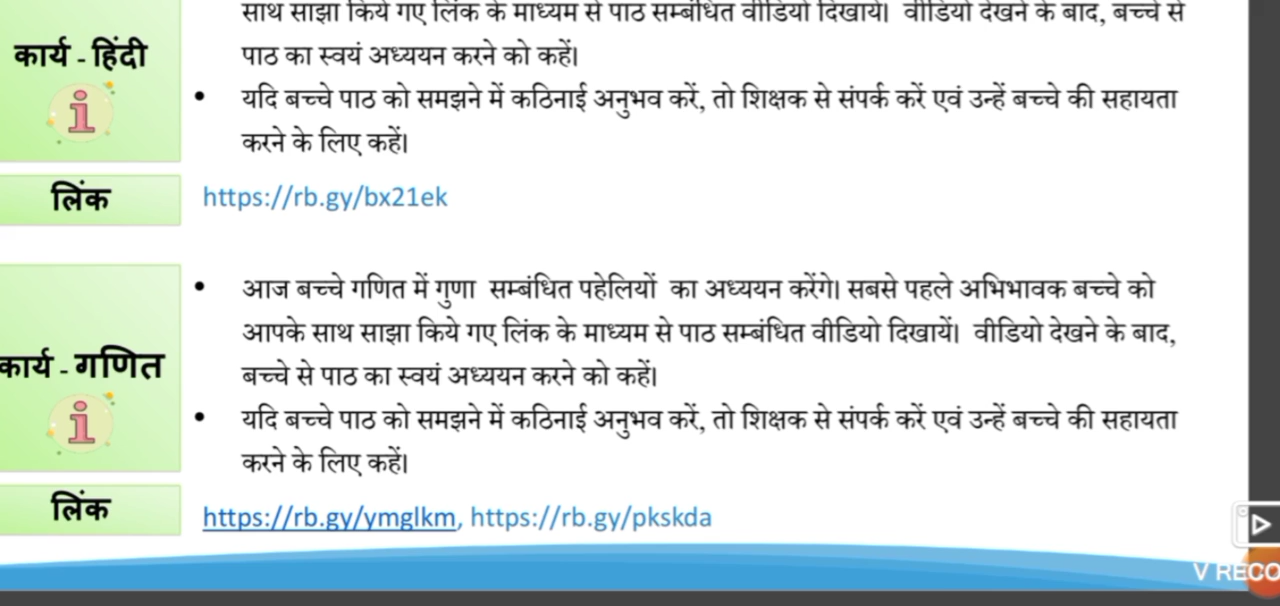 साथ साझा किये गए लिंक के माध्यम से पाठ सम्बंधित वीडियो दिखायें। वीडियो देखने के बाद, बच्चे से
कार्य - हिंदी
पाठ का स्वयं अध्ययन करने को कहें।
• यदि बच्चे पाठ को समझने में कठिनाई अनुभव करें, तो शिक्षक से संपर्क करें एवं उन्हें बच्चे की सहायता
करने के लिए कहें।
लिंक
https://rb.gy/bx21ek
• आज बच्चे गणित में गुणा सम्बंधित पहेलियों का अध्ययन करेंगे। सबसे पहले अभिभावक बच्चे को
आपके साथ साझा किये गए लिंक के माध्यम से पाठ सम्बंधित वीडियो दिखायें। वीडियो देखने के बाद,
कार्य - गणित
बच्चे से पाठ का स्वयं अध्ययन करने को कहें।
• यदि बच्चे पाठ को समझने में कठिनाई अनुभव करें, तो शिक्षक से संपर्क करें एवं उन्हें बच्चे की सहायता
करने के लिए कहें।
लिंक
https://rb.gy/ymglkm, https://rb.gy/pkskda
V RECO